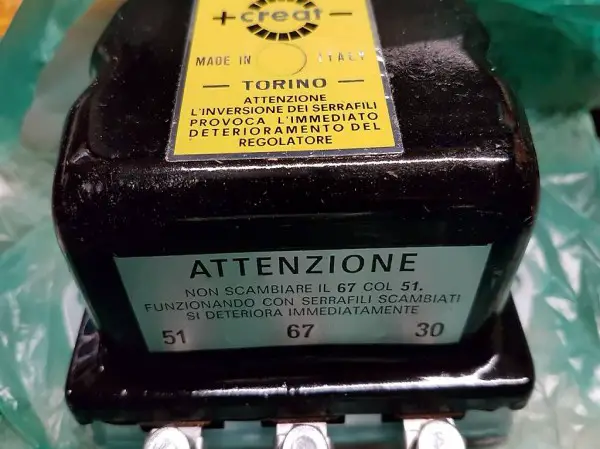 +creat-
MADE IN ITALY
— TORINO —
ATTENZIONE
L'INVERSIONE DEI SERRAFILI
PROVOCA L'IMMEDIATO
DETERIORAMENTO DEL
REGOLATORE
ATTENZIONE
NON SCAMBIARE IL 67 COL 51.
FUNZIONANDO CON SERRAFILI SCAMBIATI
SI DETERIORA IMMEDIATAMENTE
51 67 30